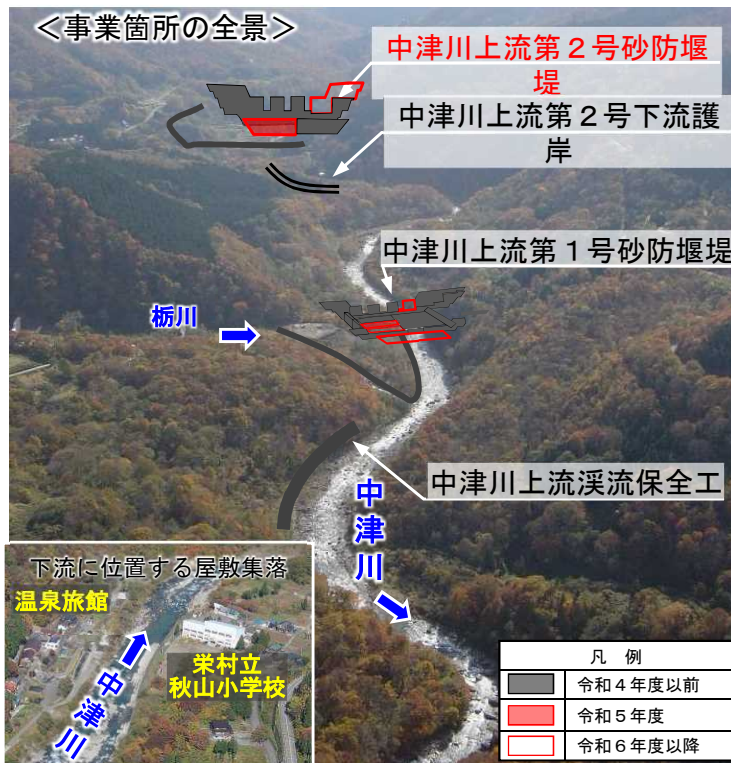 ＜事業箇所の全景＞
中津川上流第２号砂防堰
堤
中津川上流第２号下流護
岸
中津川上流第１号砂防堰堤
栃川
中津川上流渓流保全工
中津川
下流に位置する屋敷集落
温泉旅館
栄村立
秋山小学校
中津川
凡 例
令和４年度以前
令和５年度
令和６年度以降